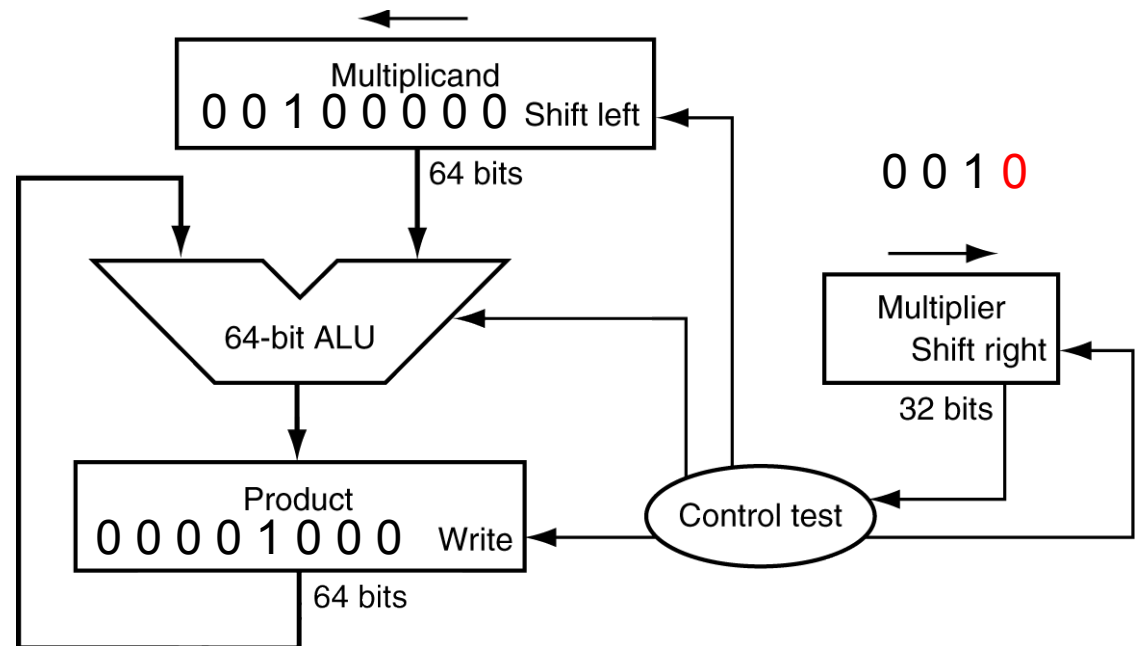 Multiplicand
0 0 1 0 0 0 0 0 Shift left
64 bits
0 0 1 0
64-bit ALU
Multiplier
Shift right
32 bits
Product
0 0 0 0 1 0 0 0 Write
Control test
64 bits